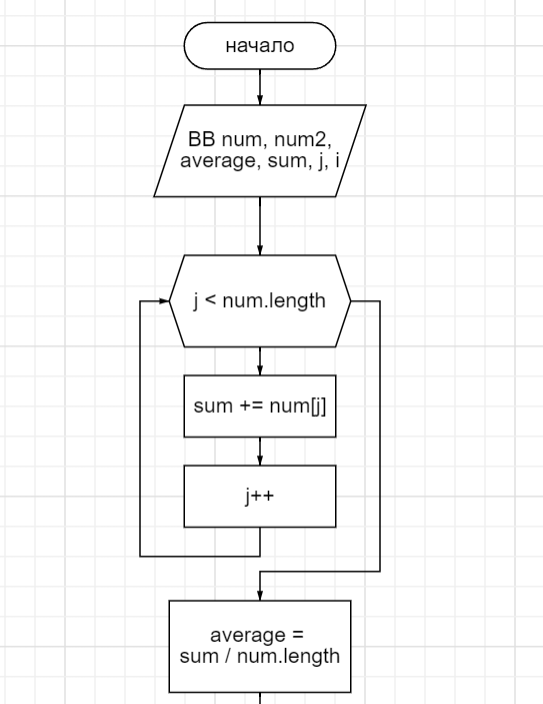 начало
ВВ num, num2,
average, sum, j, i
j < num.length
sum += num[j]
j++
average =
sum / num.length